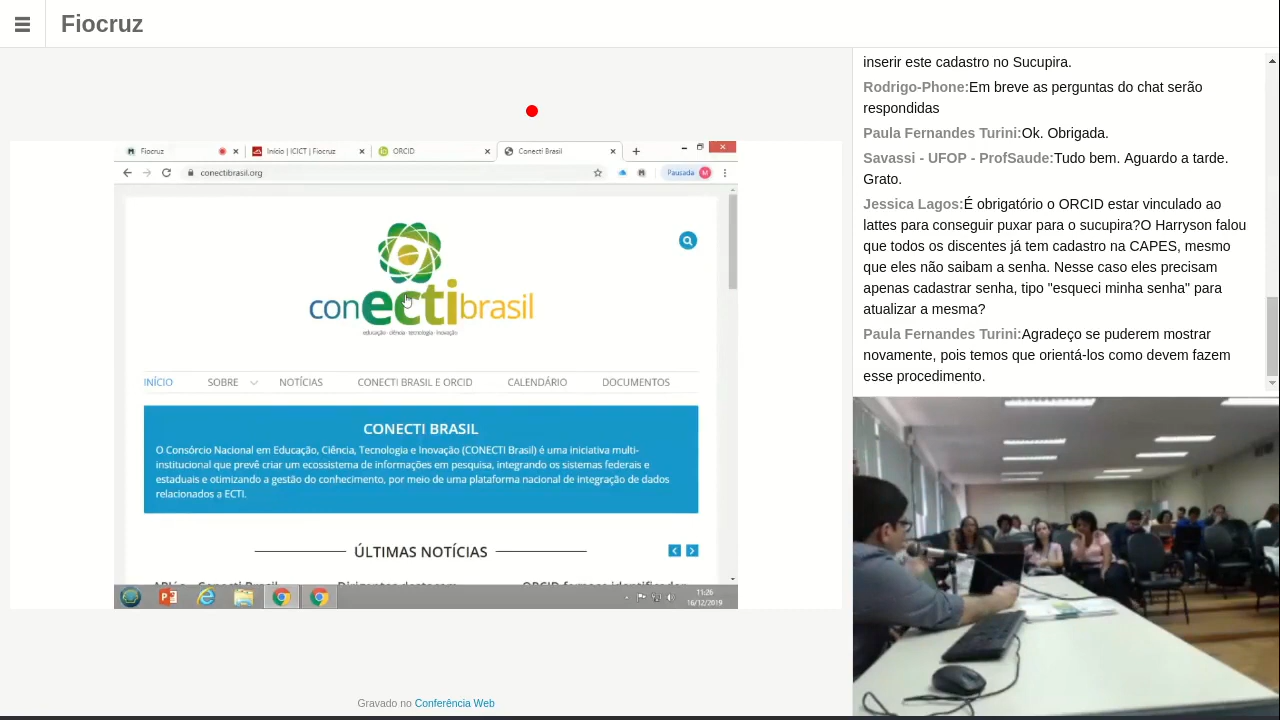 Fiocruz
inserir este cadastro no Sucupira.
Rodrigo-Phone:Em breve as perguntas do chat serão
respondidas
Paula Fernandes Turini:Ok. Obrigada.
Savassi - UFOP - ProfSaude:Tudo bem. Aguardo a tarde.
Grato.
Jessica Lagos:É obrigatório o ORCID estar vinculado ao
lattes para conseguir puxar para o sucupira?O Harryson falou
que todos os discentes já tem cadastro na CAPES, mesmo
que eles não saibam a senha. Nesse caso eles precisam
apenas cadastrar senha, tipo "esqueci minha senha" para
atualizar a mesma?
Paula Fernandes Turini:Agradeço se puderem mostrar
novamente, pois temos que orientá-los como devem fazem
esse procedimento.
Fiocruz
Início | ICICT | Fiocruz
ORCID
Conecti Brasil
conectibrasil.org
Pausada
M
conectibrasil
educação · ciência · tecnologia · inovação
INÍCIO SOBRE NOTÍCIAS CONECTI BRASIL E ORCID CALENDÁRIO DOCUMENTOS
CONECTI BRASIL
O Consórcio Nacional em Educação, Ciência, Tecnologia e Inovação (CONECTI Brasil) é uma iniciativa multi-
institucional que prevê criar um ecossistema de informações em pesquisa, integrando os sistemas federais e
estaduais e otimizando a gestão do conhecimento, por meio de uma plataforma nacional de integração de dados
relacionados a ECTI.
ÚLTIMAS NOTÍCIAS
Conecti Brasil
Dirigentes destacam
11:26
16/12/2019
Gravado no Conferência Web